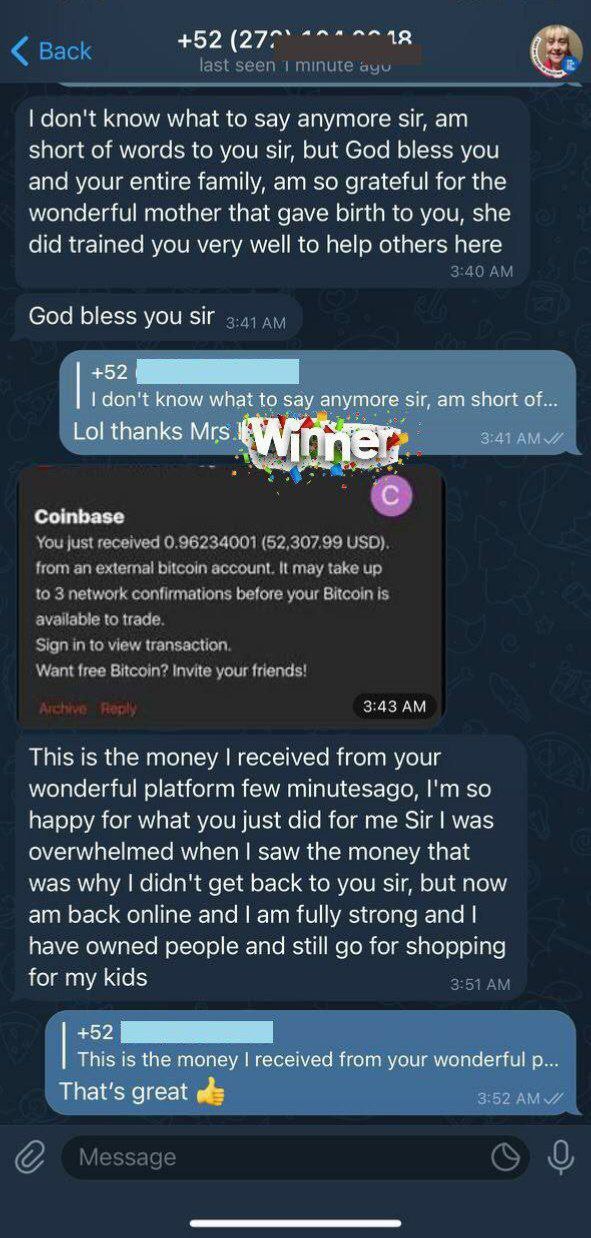 Back
+52 (272
last seen 1 minute ago
I don't know what to say anymore sir, am
short of words to you sir, but God bless you
and your entire family, am so grateful for the
wonderful mother that gave birth to you, she
did trained you very well to help others here
3:40 AM
God bless you sir 3:41 AM
+52
I don't know what to say anymore sir, am short of...
Lol thanks Mrs. Winner 3:41 AM
C
Coinbase
You just received 0.96234001 (52,307.99 USD).
from an external bitcoin account. It may take up
to 3 network confirmations before your Bitcoin is
available to trade.
Sign in to view transaction.
Want free Bitcoin? Invite your friends!
Archive Reply 3:43 AM
This is the money I received from your
wonderful platform few minutesago, I'm so
happy for what you just did for me Sir I was
overwhelmed when I saw the money that
was why I didn't get back to you sir, but now
am back online and I am fully strong and I
have owned people and still go for shopping
for my kids
3:51 AM
+52
This is the money I received from your wonderful p...
That's great 👍 3:52 AM
Message